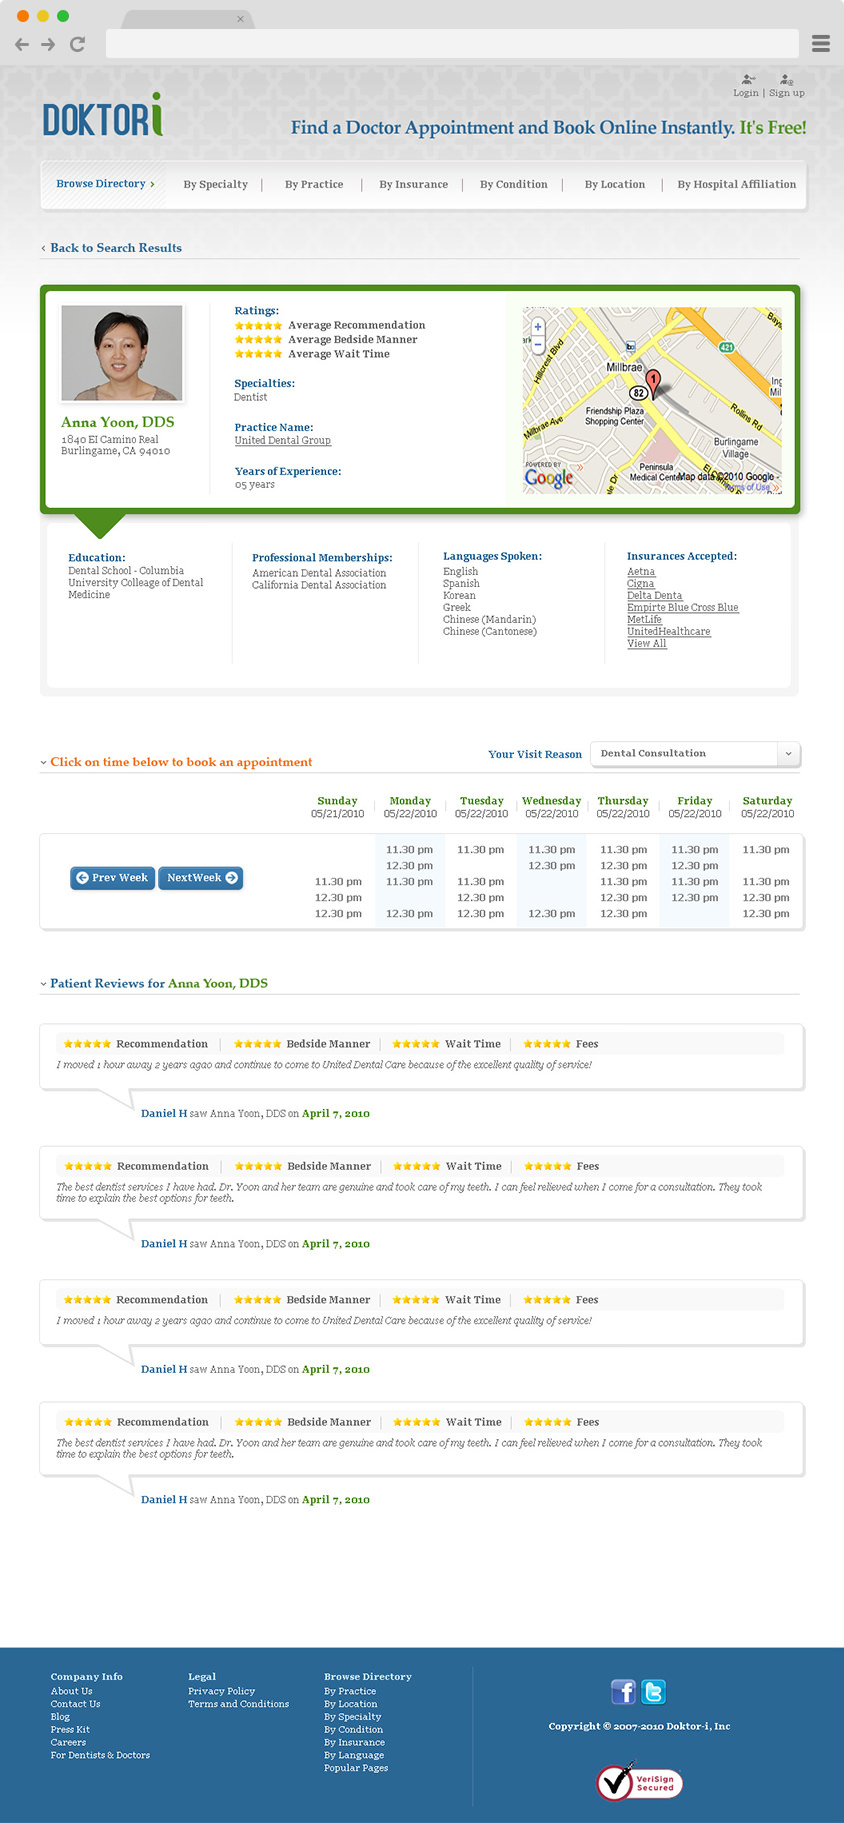 Login | Sign up
DOKTORi
Find a Doctor Appointment and Book Online Instantly. It's Free!
Browse Directory > By Specialty | By Practice | By Insurance | By Condition | By Location | By Hospital Affiliation
‹ Back to Search Results
Anna Yoon, DDS
1840 El Camino Real
Burlingame, CA 94010
Ratings:
Average Recommendation
Average Bedside Manner
Average Wait Time
Specialties:
Dentist
Practice Name:
United Dental Group
Years of Experience:
05 years
+
−
Hillcrest Blvd
Millbrae
421
1
82
Friendship Plaza
Shopping Center
Rollins Rd
Millbrae Ave
Burlingame
Village
Peninsula
Medical Center
POWERED BY
Google
Map data ©2010 Google -
Terms of Use
Education:
Dental School - Columbia
University Colleage of Dental
Medicine
Professional Memberships:
American Dental Association
California Dental Association
Languages Spoken:
English
Spanish
Korean
Greek
Chinese (Mandarin)
Chinese (Cantonese)
Insurances Accepted:
Aetna
Cigna
Delta Denta
Empirte Blue Cross Blue
MetLife
UnitedHealthcare
View All
Click on time below to book an appointment
Your Visit Reason Dental Consultation
Sunday Monday Tuesday Wednesday Thursday Friday Saturday
05/21/2010 05/22/2010 05/22/2010 05/22/2010 05/22/2010 05/22/2010 05/22/2010
11.30 pm 11.30 pm 11.30 pm 11.30 pm 11.30 pm 11.30 pm
12.30 pm 12.30 pm 12.30 pm 12.30 pm
Prev Week NextWeek
11.30 pm 11.30 pm 11.30 pm 11.30 pm 11.30 pm 11.30 pm
12.30 pm 12.30 pm 12.30 pm 12.30 pm 12.30 pm
12.30 pm 12.30 pm 12.30 pm 12.30 pm 12.30 pm 12.30 pm
Patient Reviews for Anna Yoon, DDS
Recommendation | Bedside Manner | Wait Time | Fees
I moved 1 hour away 2 years agao and continue to come to United Dental Care because of the excellent quality of service!
Daniel H saw Anna Yoon, DDS on April 7, 2010
Recommendation | Bedside Manner | Wait Time | Fees
The best dentist services I have had. Dr. Yoon and her team are genuine and took care of my teeth. I can feel relieved when I come for a consultation. They took
time to explain the best options for teeth.
Daniel H saw Anna Yoon, DDS on April 7, 2010
Recommendation | Bedside Manner | Wait Time | Fees
I moved 1 hour away 2 years agao and continue to come to United Dental Care because of the excellent quality of service!
Daniel H saw Anna Yoon, DDS on April 7, 2010
Recommendation | Bedside Manner | Wait Time | Fees
The best dentist services I have had. Dr. Yoon and her team are genuine and took care of my teeth. I can feel relieved when I come for a consultation. They took
time to explain the best options for teeth.
Daniel H saw Anna Yoon, DDS on April 7, 2010
Company Info
About Us
Contact Us
Blog
Press Kit
Careers
For Dentists & Doctors
Legal
Privacy Policy
Terms and Conditions
Browse Directory
By Practice
By Location
By Specialty
By Condition
By Insurance
By Language
Popular Pages
Copyright © 2007-2010 Doktor-i, Inc
VeriSign
Secured